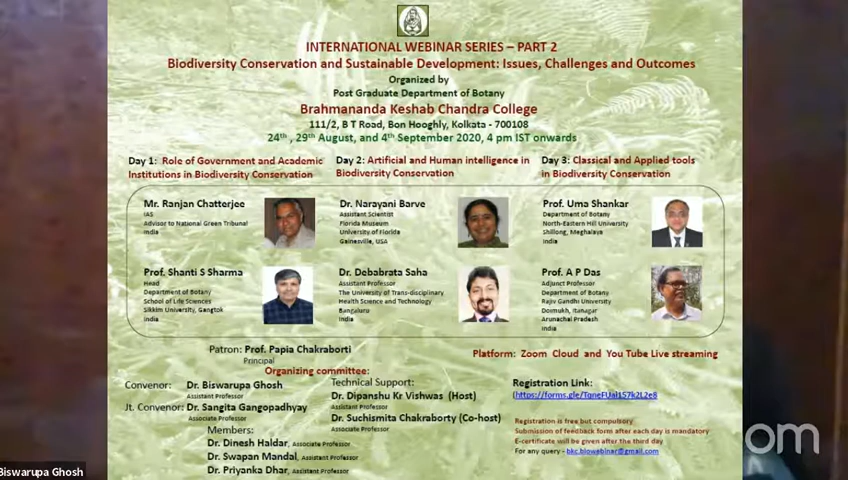 INTERNATIONAL WEBINAR SERIES – PART 2
Biodiversity Conservation and Sustainable Development: Issues, Challenges and Outcomes
Organized by
Post Graduate Department of Botany
Brahmananda Keshab Chandra College
111/2, B T Road, Bon Hooghly, Kolkata - 700108
24th , 29th August, and 4th September 2020, 4 pm IST onwards
Day 1: Role of Government and Academic
Institutions in Biodiversity Conservation
Day 2: Artificial and Human intelligence in
Biodiversity Conservation
Day 3: Classical and Applied tools
in Biodiversity Conservation
Mr. Ranjan Chatterjee
IAS
Advisor to National Green Tribunal
India
Dr. Narayani Barve
Assistant Scientist
Florida Museum
University of Florida
Gainesville, USA
Prof. Uma Shankar
Department of Botany
North-Eastern Hill University
Shillong, Meghalaya
India
Prof. Shanti S Sharma
Head
Department of Botany
School of Life Sciences
Sikkim University, Gangtok
India
Dr. Debabrata Saha
Assistant Professor
The University of Trans-disciplinary
Health Science and Technology
Bangaluru
India
Prof. A P Das
Adjunct Professor
Department of Botany
Rajiv Gandhi University
Doimukh, Itanagar
Arunachal Pradesh
India
Patron: Prof. Papia Chakraborti
Principal
Platform: Zoom Cloud and You Tube Live streaming
Organizing committee:
Convenor: Dr. Biswarupa Ghosh
Assistant Professor
Jt. Convenor: Dr. Sangita Gangopadhyay
Associate Professor
Members:
Dr. Dinesh Haldar, Associate Professor
Dr. Swapan Mandal, Associate Professor
Dr. Priyanka Dhar, Assistant Professor
Technical Support:
Dr. Dipanshu Kr Vishwas (Host)
Assistant Professor
Dr. Suchismita Chakraborty (Co-host)
Assistant Professor
Registration Link:
Registration is free but compulsory
Submission of feedback form after each day is mandatory
E-certificate will be given after the third day
For any query - bkc.biowebinar@gmail.com
om
Biswarupa Ghosh